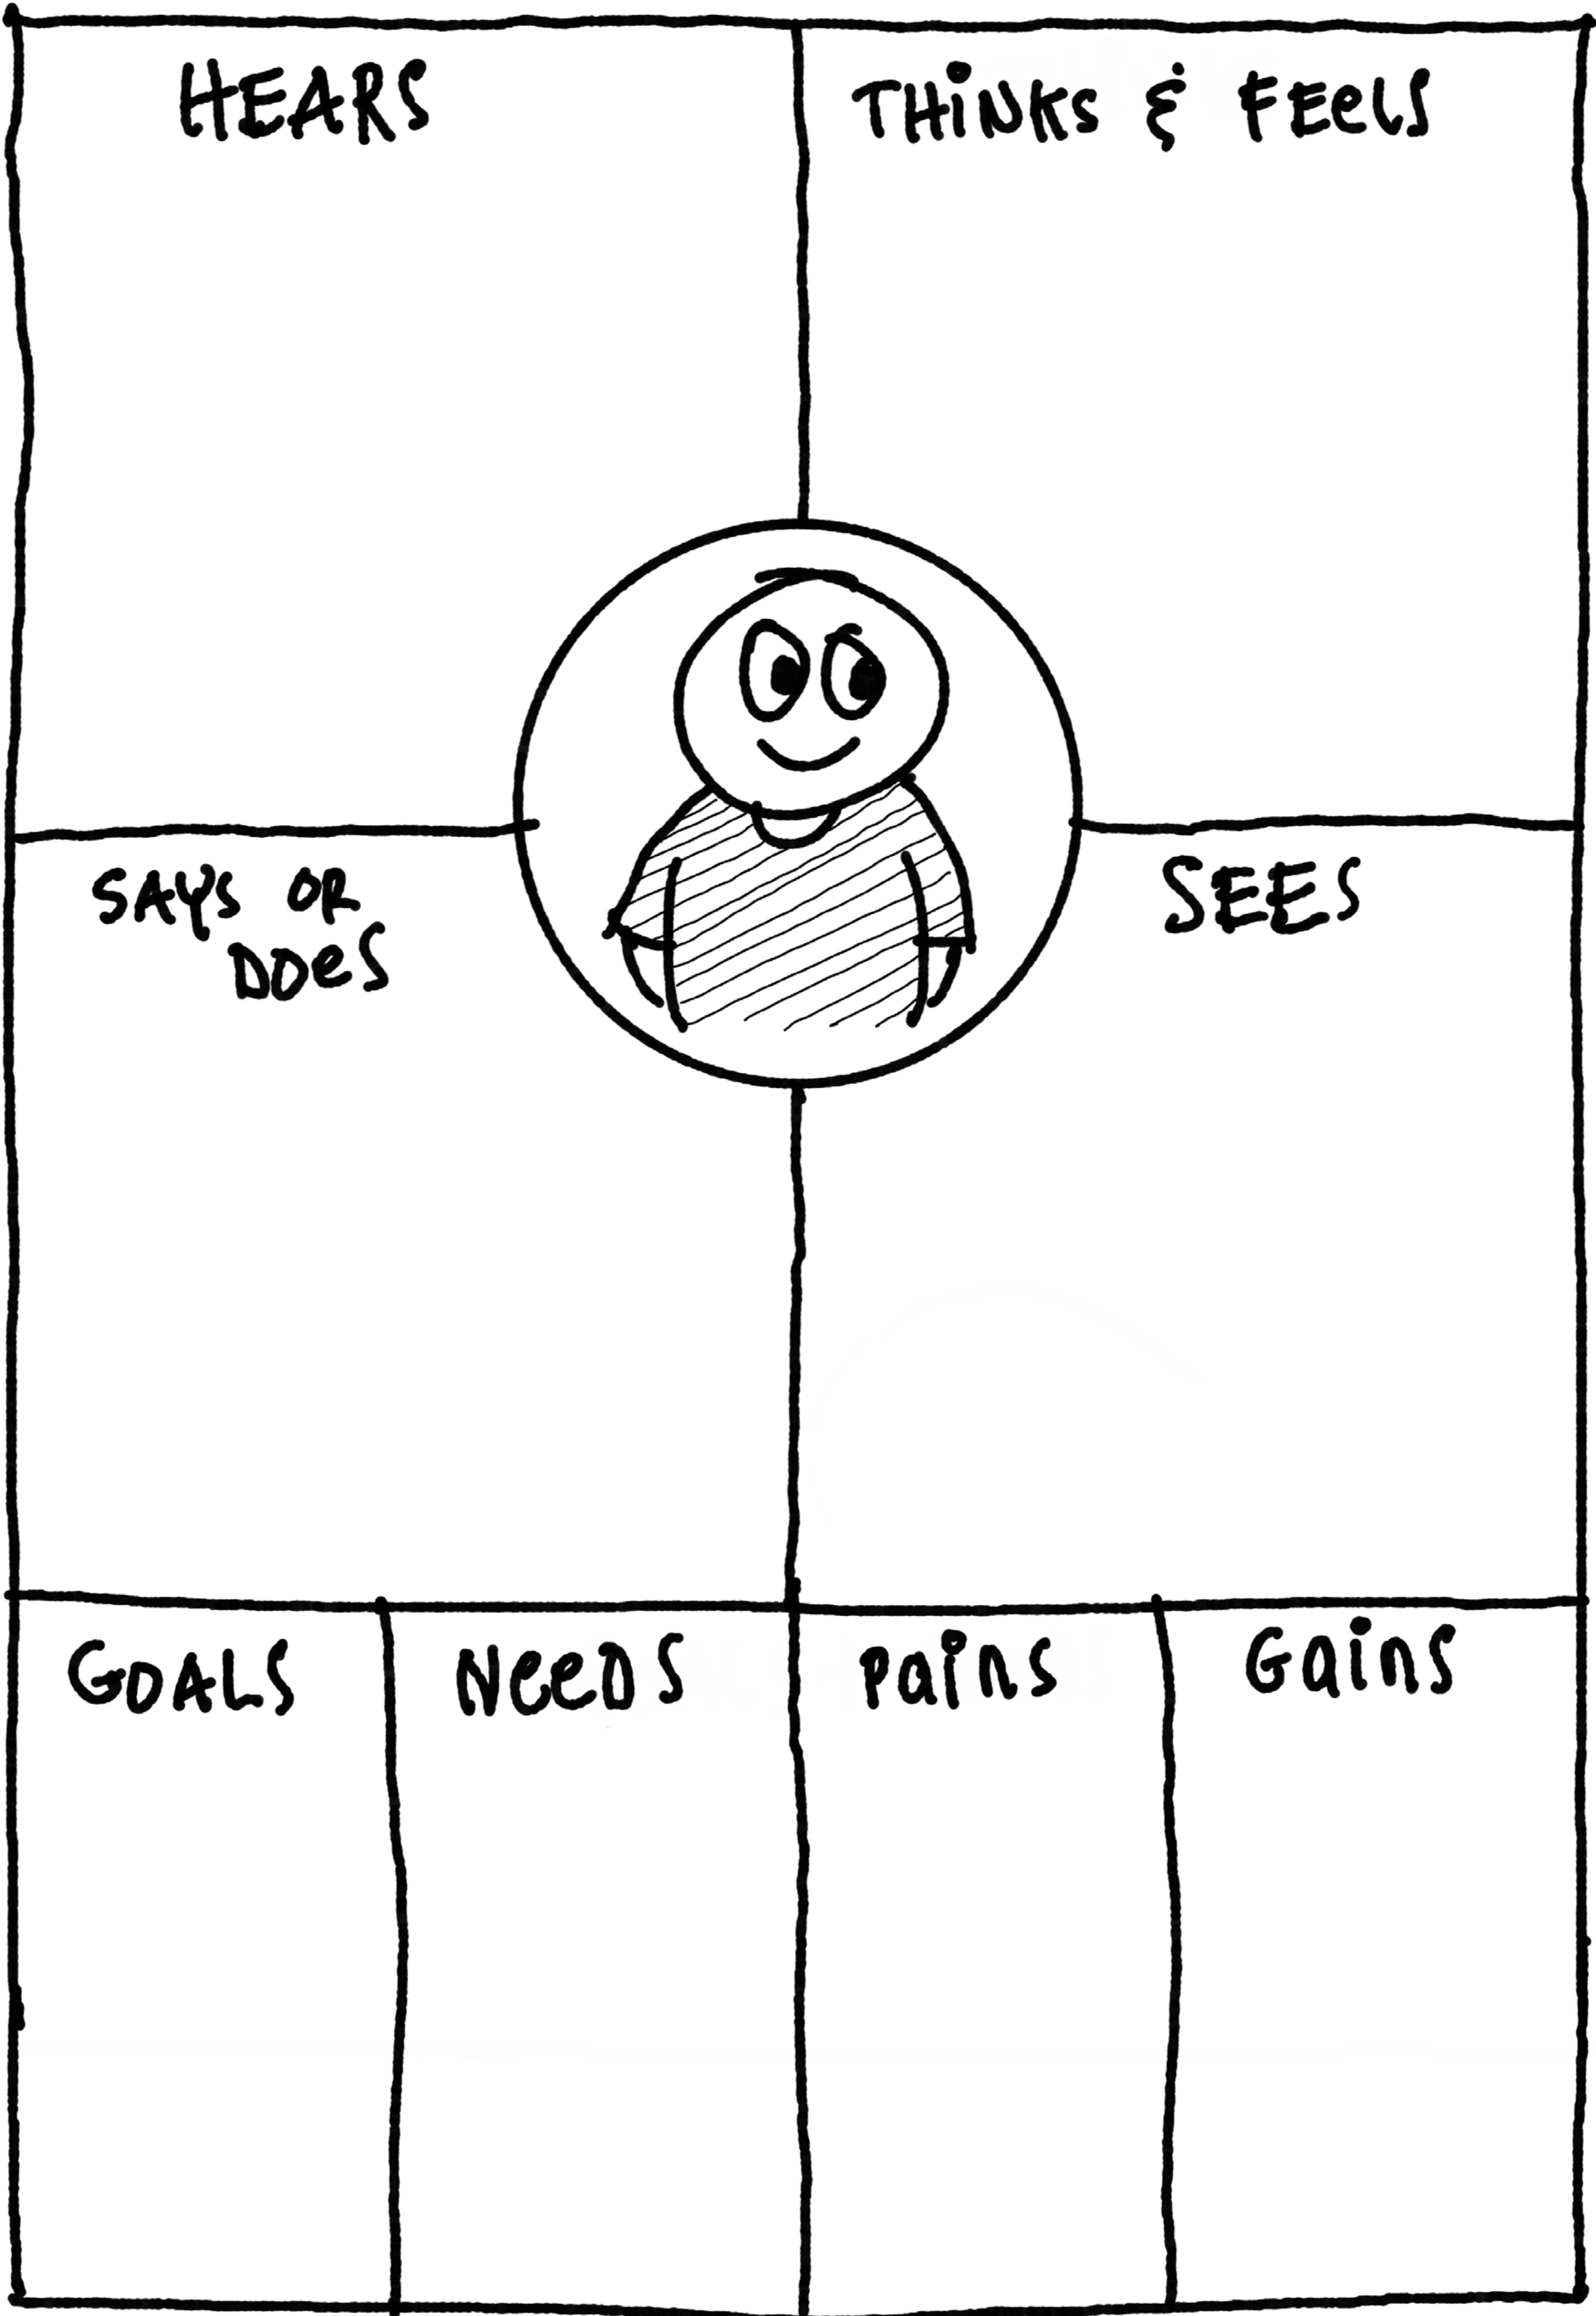 HEARS
THiNKs & FEelS
SAYS OR
DOeS
SEES
GOALS
NeeDS
Pains
Gains